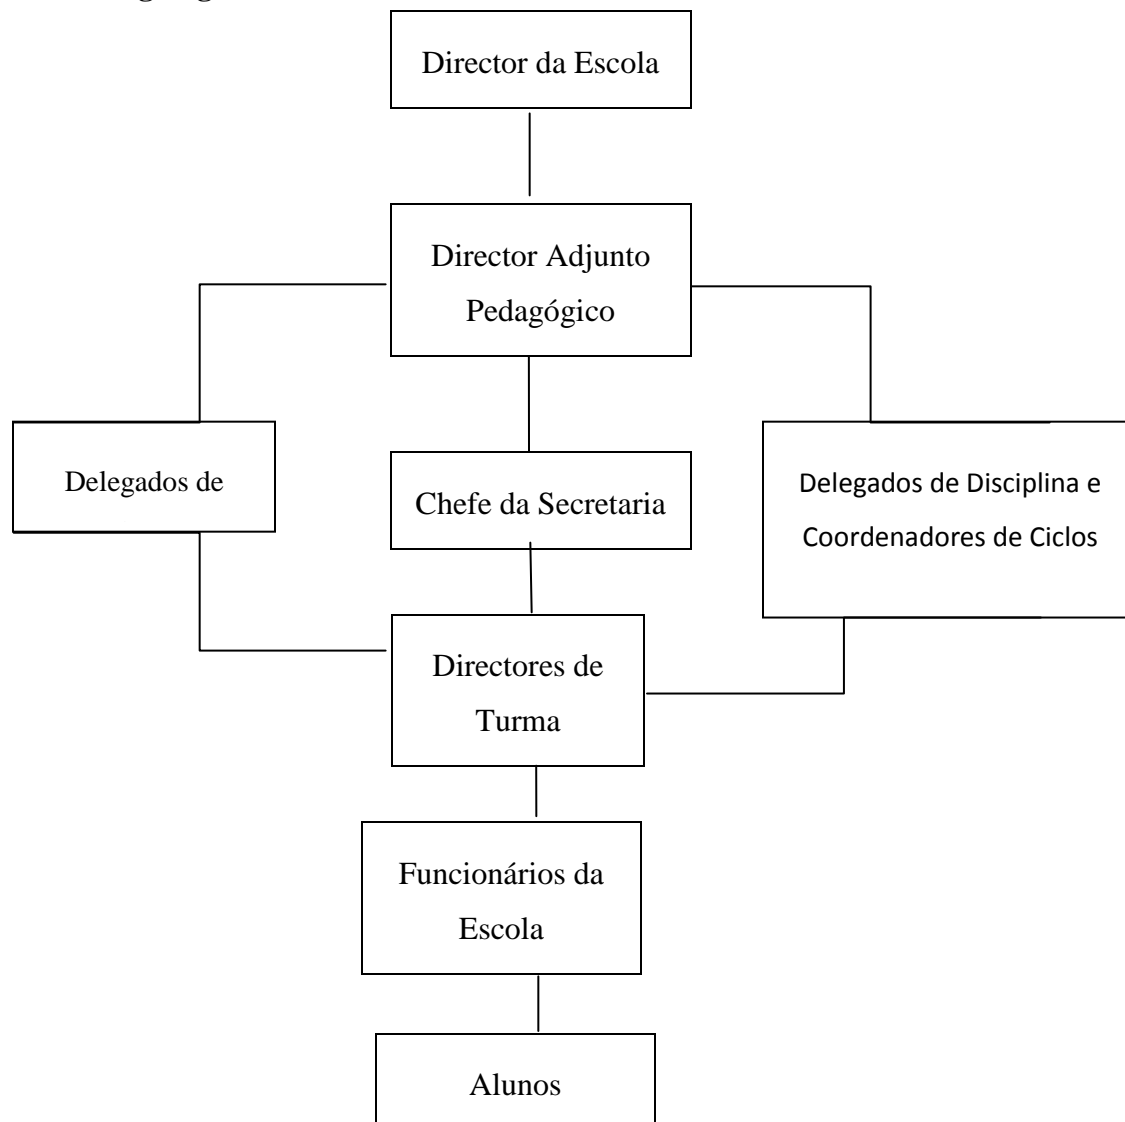 Director da Escola
Director Adjunto
Pedagógico
Delegados de
Chefe da Secretaria
Delegados de Disciplina e
Coordenadores de Ciclos
Directores de
Turma
Funcionários da
Escola
Alunos